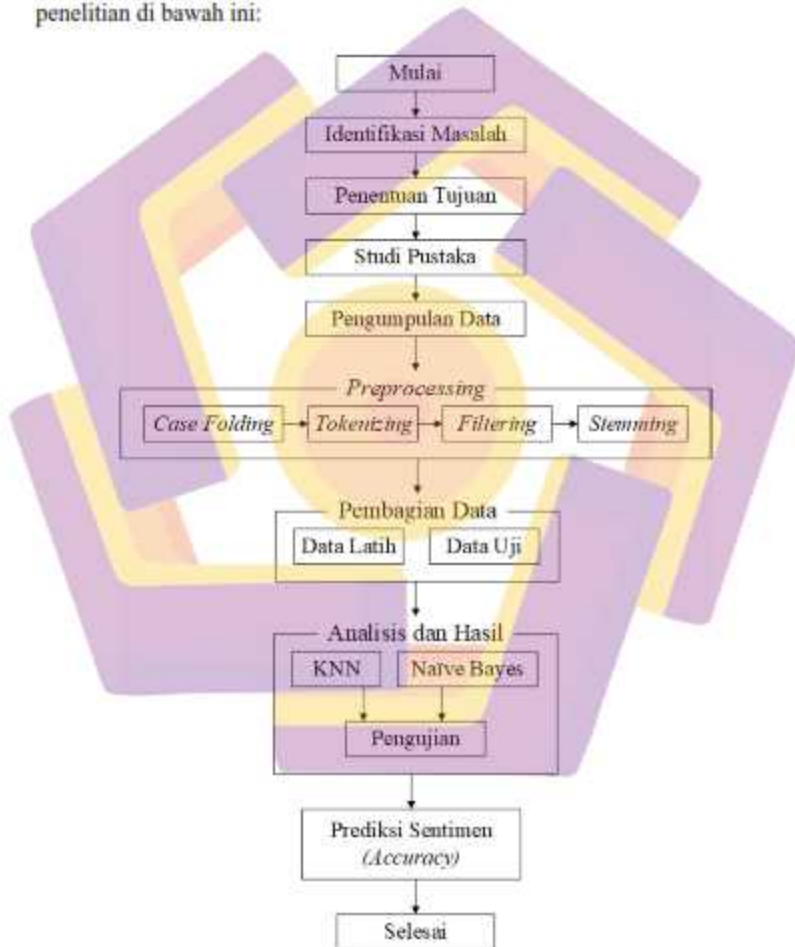 penelitian di bawah ini:
Mulai
Identifikasi Masalah
Penentuan Tujuan
Studi Pustaka
Pengumpulan Data
Preprocessing
Case Folding Tokenizing Filtering Stemming
Pembagian Data
Data Latih Data Uji
Analisis dan Hasil
KNN Naïve Bayes
Pengujian
Prediksi Sentimen
(Accuracy)
Selesai